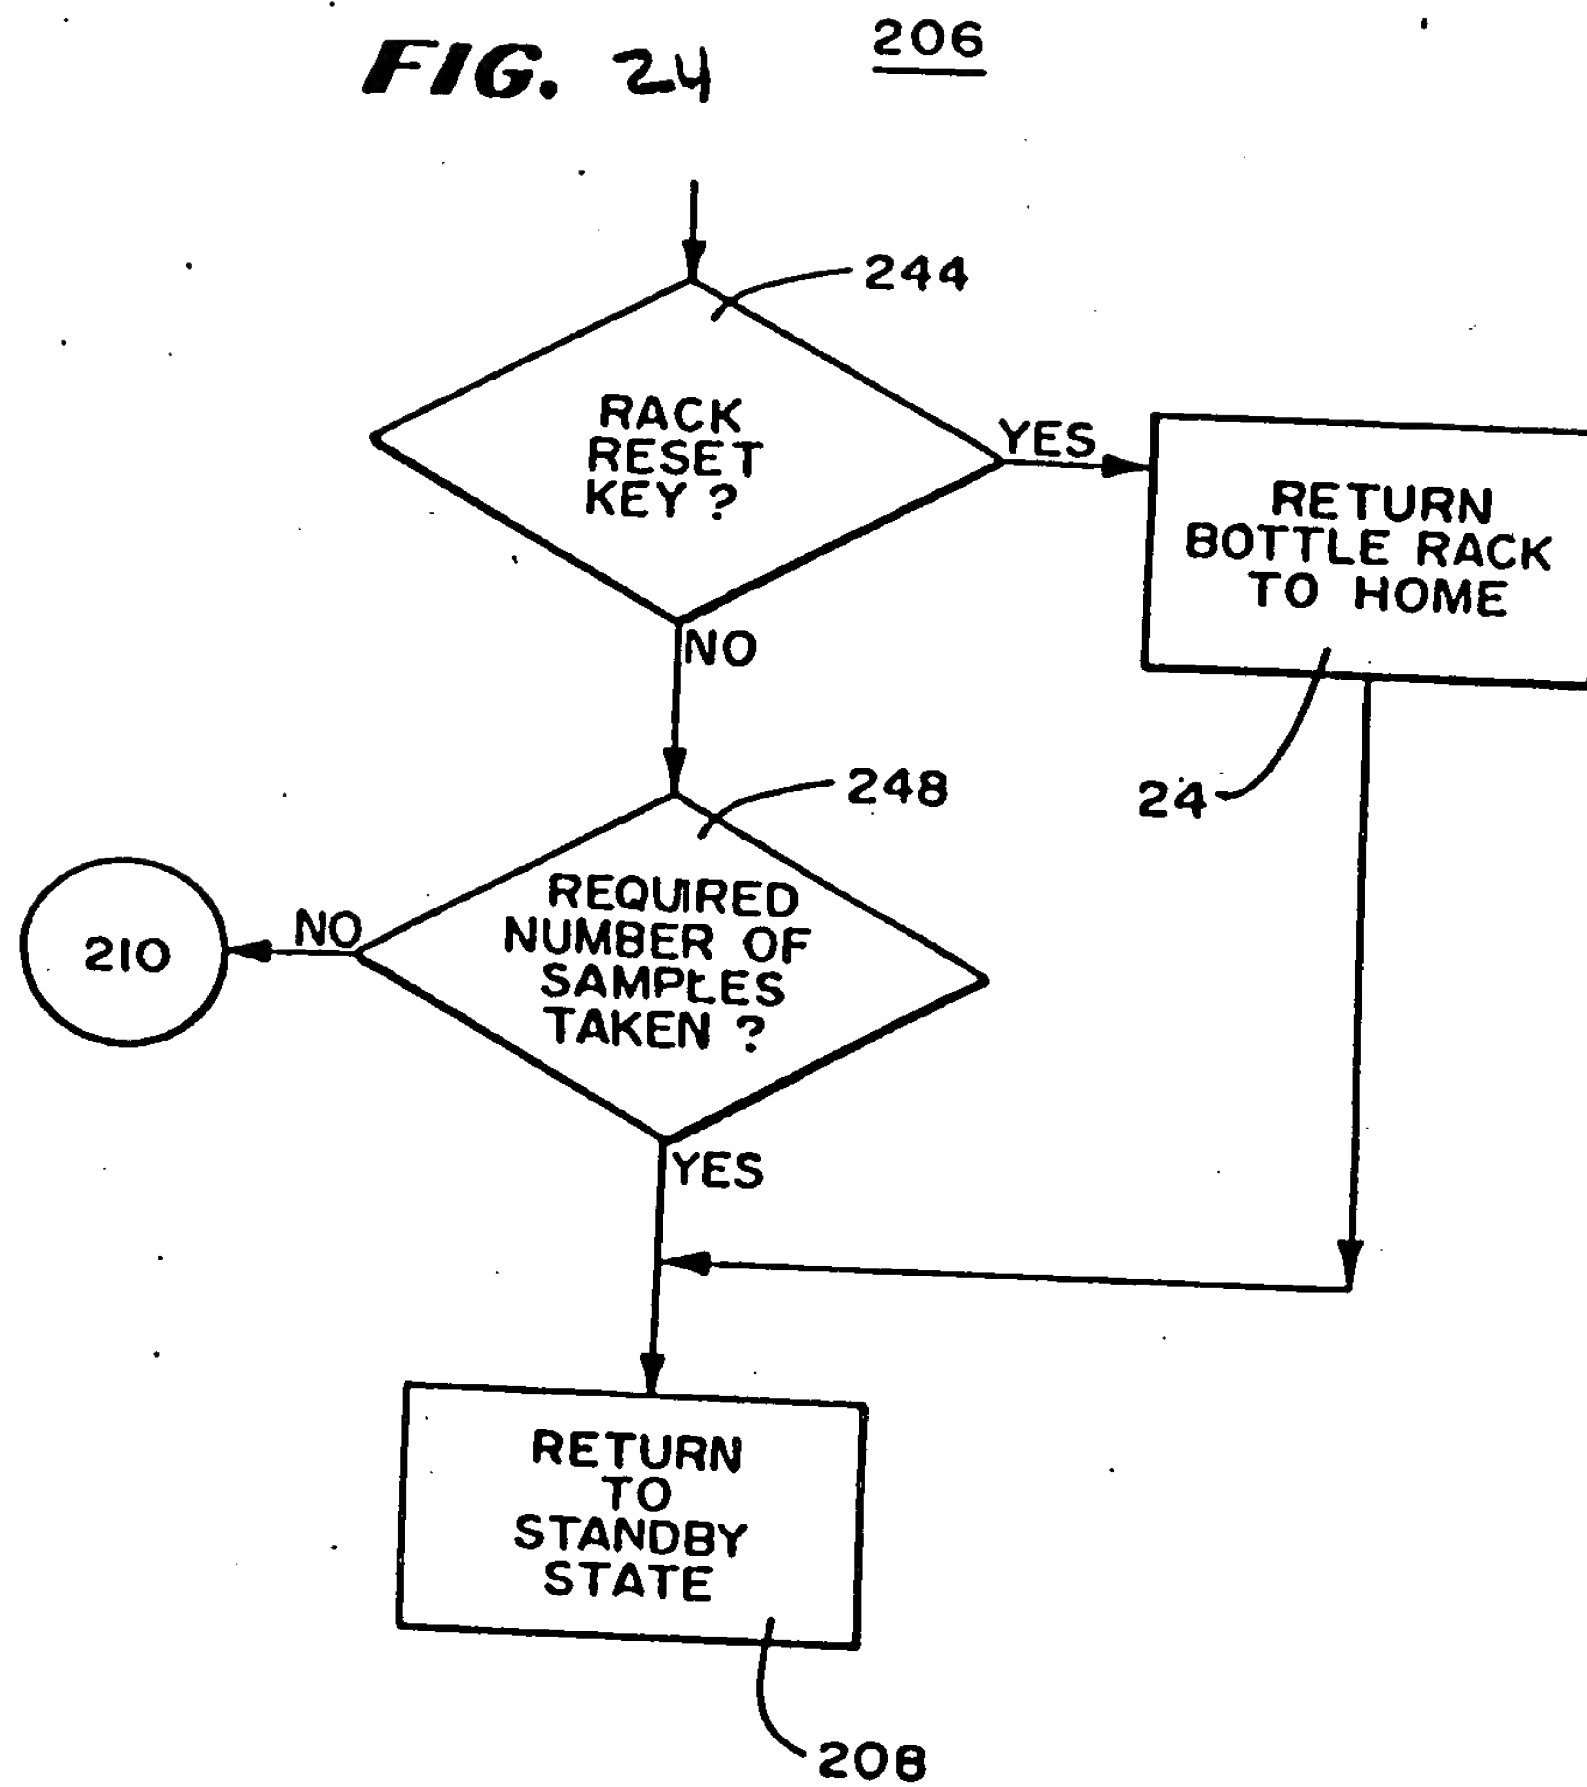 FIG. 24
206
244
RACK
RESET
KEY ?
YES
RETURN
BOTTLE RACK
TO HOME
NO
24
248
REQUIRED
NUMBER OF
SAMPLES
TAKEN ?
NO
210
YES
RETURN
TO
STANDBY
STATE
208